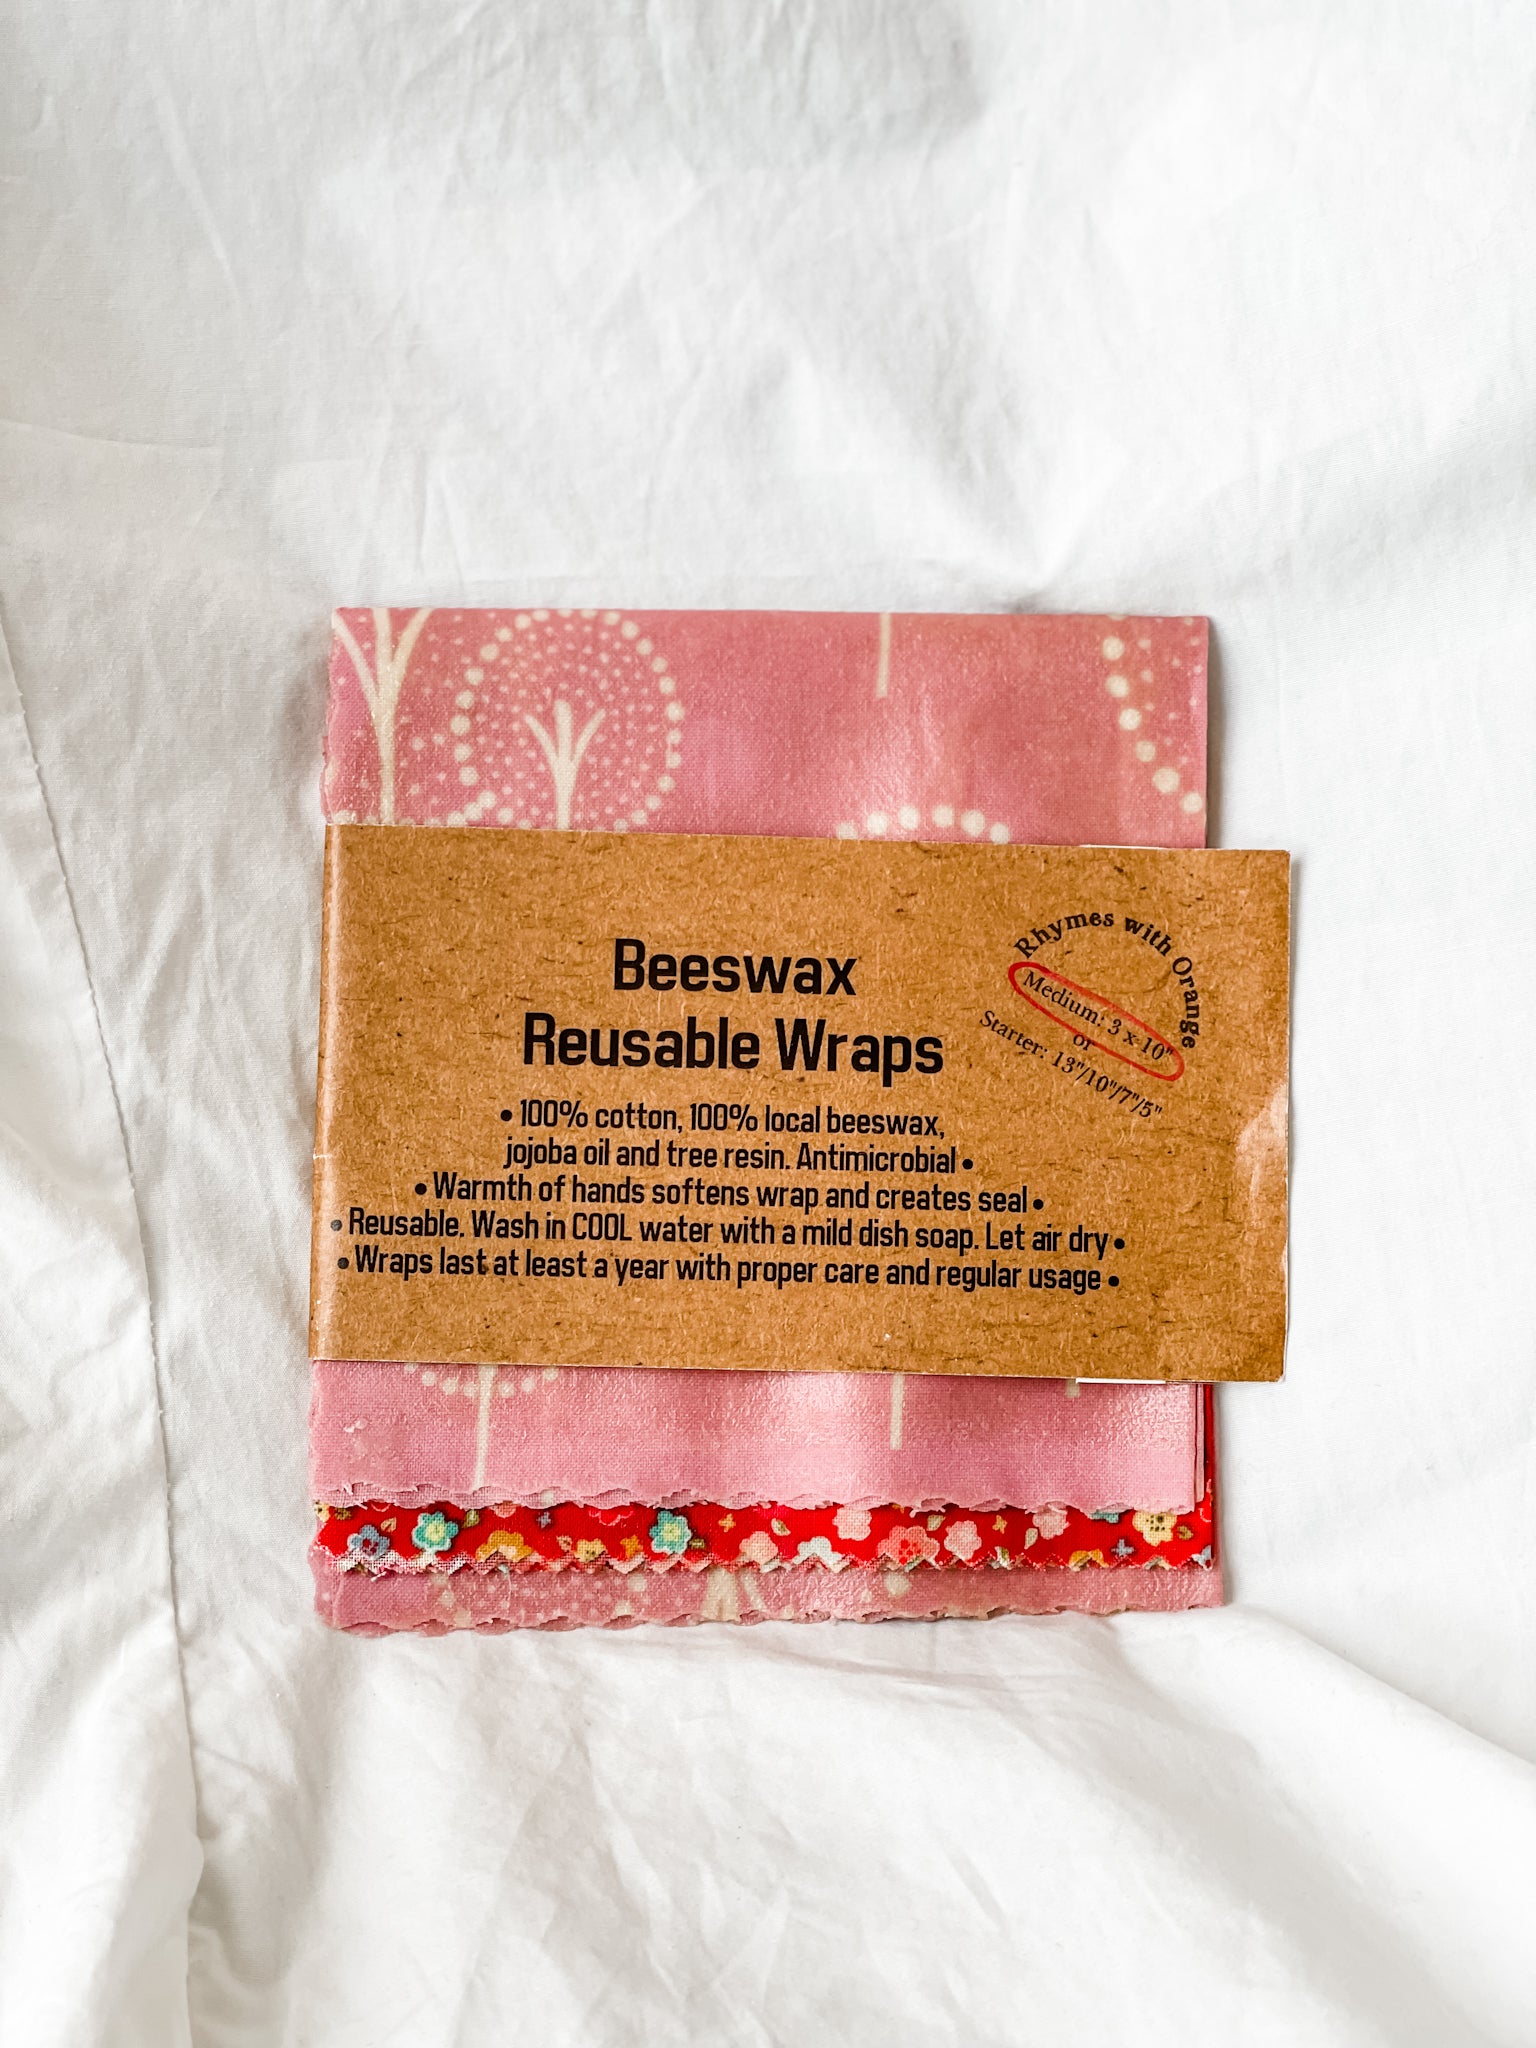 Rhymes with Orange
Medium: 3 x 10"
or
Starter: 13"/10"/7"/5"
Beeswax
Reusable Wraps
• 100% cotton, 100% local beeswax,
jojoba oil and tree resin. Antimicrobial •
• Warmth of hands softens wrap and creates seal •
• Reusable. Wash in COOL water with a mild dish soap. Let air dry •
• Wraps last at least a year with proper care and regular usage •